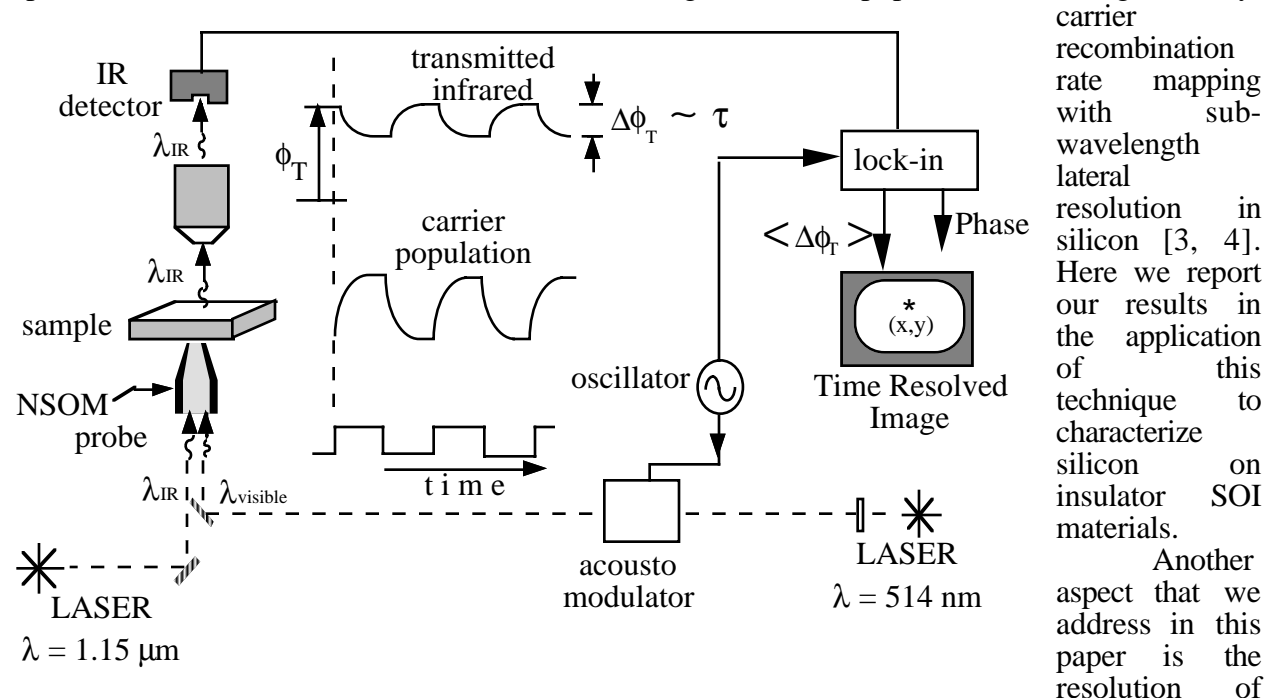 carrier
recombination
rate mapping
with sub-
wavelength
lateral
resolution in
silicon [3, 4].
Here we report
our results in
the application
of this
technique to
characterize
silicon on
insulator SOI
materials.
Another
aspect that we
address in this
paper is the
resolution of
IR
detector
λIR
transmitted
infrared
ϕT
ΔϕT ~ τ
lock-in
<ΔϕT>
Phase
carrier
population
λIR
sample
*
(x,y)
Time Resolved
Image
oscillator
NSOM
probe
time
λIR
λvisible
acousto
modulator
LASER
λ = 514 nm
LASER
λ = 1.15 μm